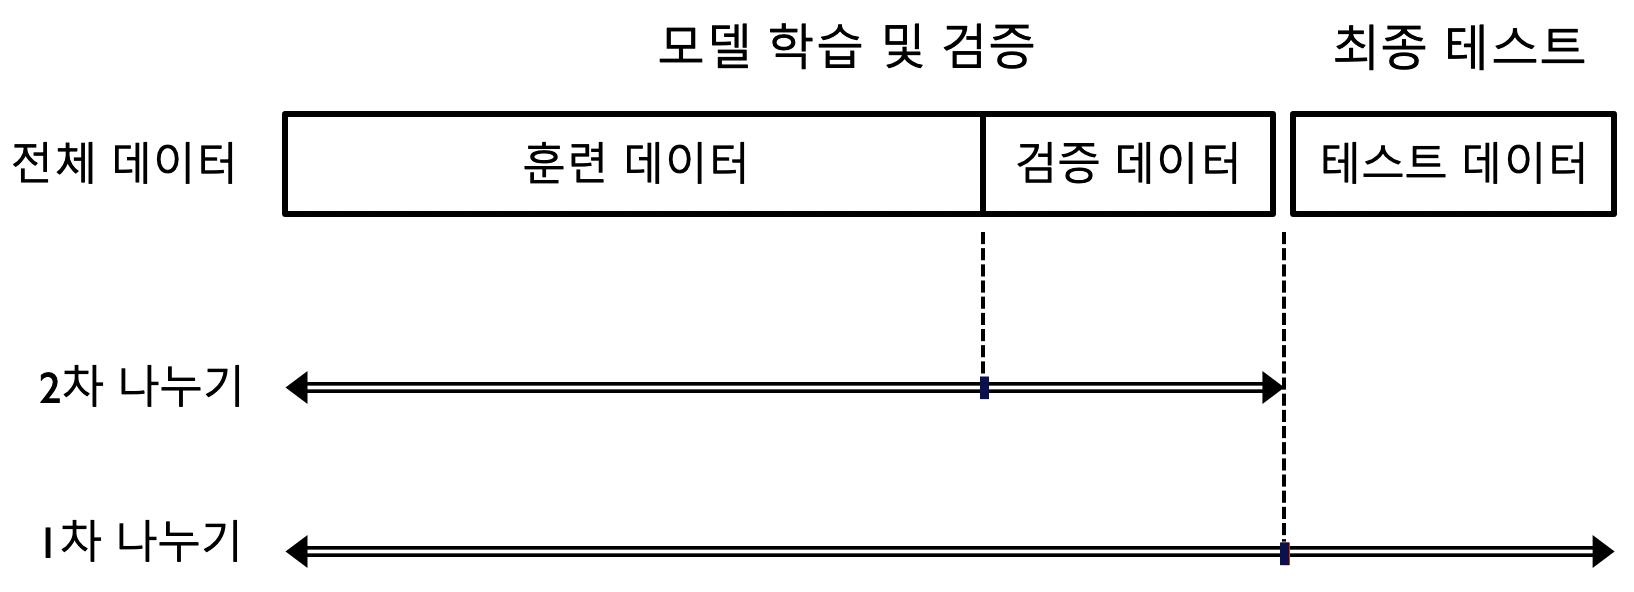 모델 학습 및 검증 최종 테스트
전체 데이터 훈련 데이터 검증 데이터 테스트 데이터
2차 나누기
1차 나누기